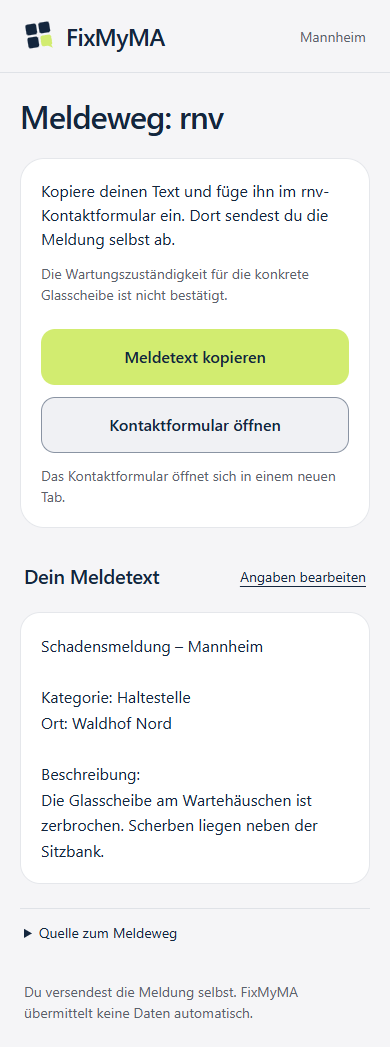 FixMyMA
Mannheim
Meldeweg: rnv
Kopiere deinen Text und füge ihn im rnv-
Kontaktformular ein. Dort sendest du die
Meldung selbst ab.
Die Wartungszuständigkeit für die konkrete
Glasscheibe ist nicht bestätigt.
Meldetext kopieren
Kontaktformular öffnen
Das Kontaktformular öffnet sich in einem neuen
Tab.
Dein Meldetext
Angaben bearbeiten
Schadensmeldung – Mannheim
Kategorie: Haltestelle
Ort: Waldhof Nord
Beschreibung:
Die Glasscheibe am Wartehäuschen ist
zerbrochen. Scherben liegen neben der
Sitzbank.
Quelle zum Meldeweg
Du versendest die Meldung selbst. FixMyMA
übermittelt keine Daten automatisch.